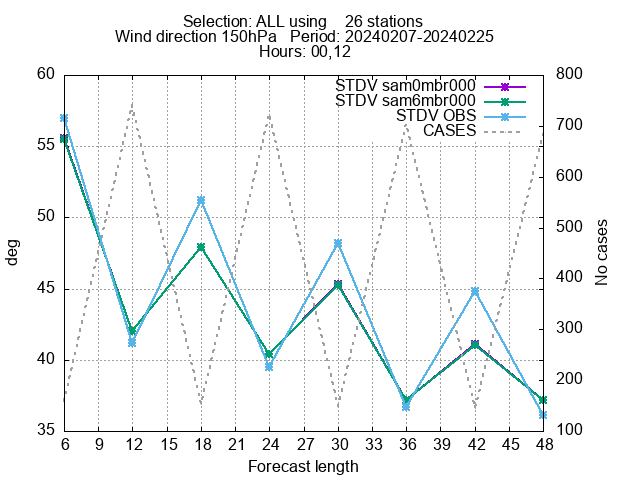 Selection: ALL using    26 stations
Wind direction 150hPa   Period: 20240207-20240225
Hours: 00,12
STDV sam0mbr000
STDV sam6mbr000
STDV OBS
CASES
60
55
50
45
40
35
deg
800
700
600
500
400
300
200
100
No cases
6 9 12 15 18 21 24 27 30 33 36 39 42 45 48
Forecast length